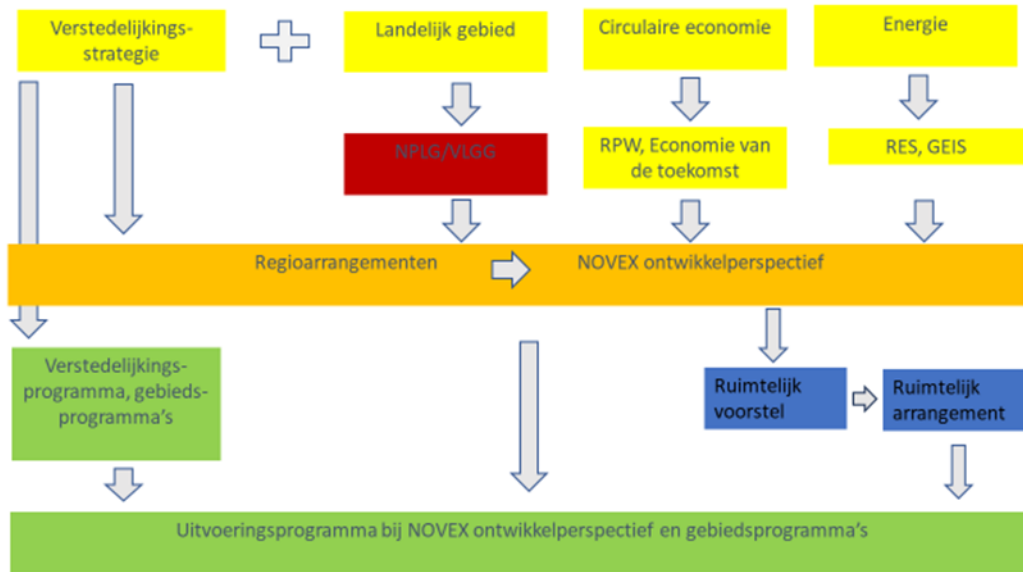 Verstedelijkings-
strategie
Landelijk gebied
Circulaire economie
Energie
NPLG/VLGG
RPW, Economie van
de toekomst
RES, GEIS
Regioarrangementen
NOVEX ontwikkelperspectief
Verstedelijkings-
programma, gebieds-
programma's
Ruimtelijk
voorstel
Ruimtelijk
arrangement
Uitvoeringsprogramma bij NOVEX ontwikkelperspectief en gebiedsprogramma's